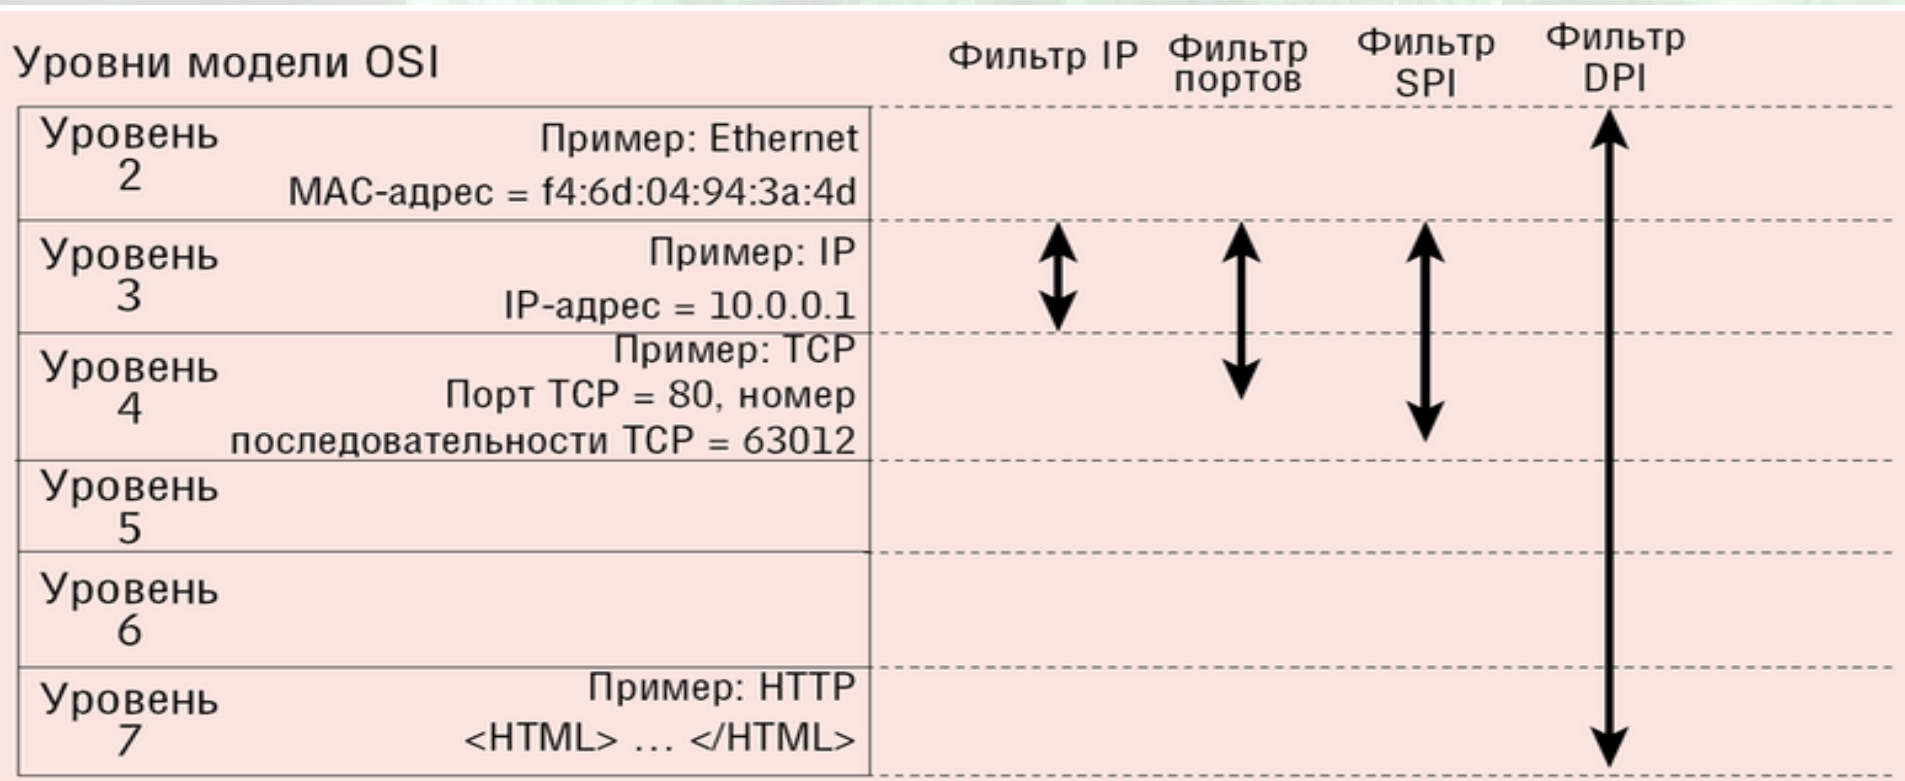 Уровни модели OSI
Фильтр IP
Фильтр
портов
Фильтр
SPI
Фильтр
DPI
Уровень
2
Пример: Ethernet
MAC-адрес = f4:6d:04:94:3a:4d
Уровень
3
Пример: IP
IP-адрес = 10.0.0.1
Уровень
4
Пример: TCP
Порт TCP = 80, номер
последовательности TCP = 63012
Уровень
5
Уровень
6
Уровень
7
Пример: HTTP
<HTML> ... </HTML>